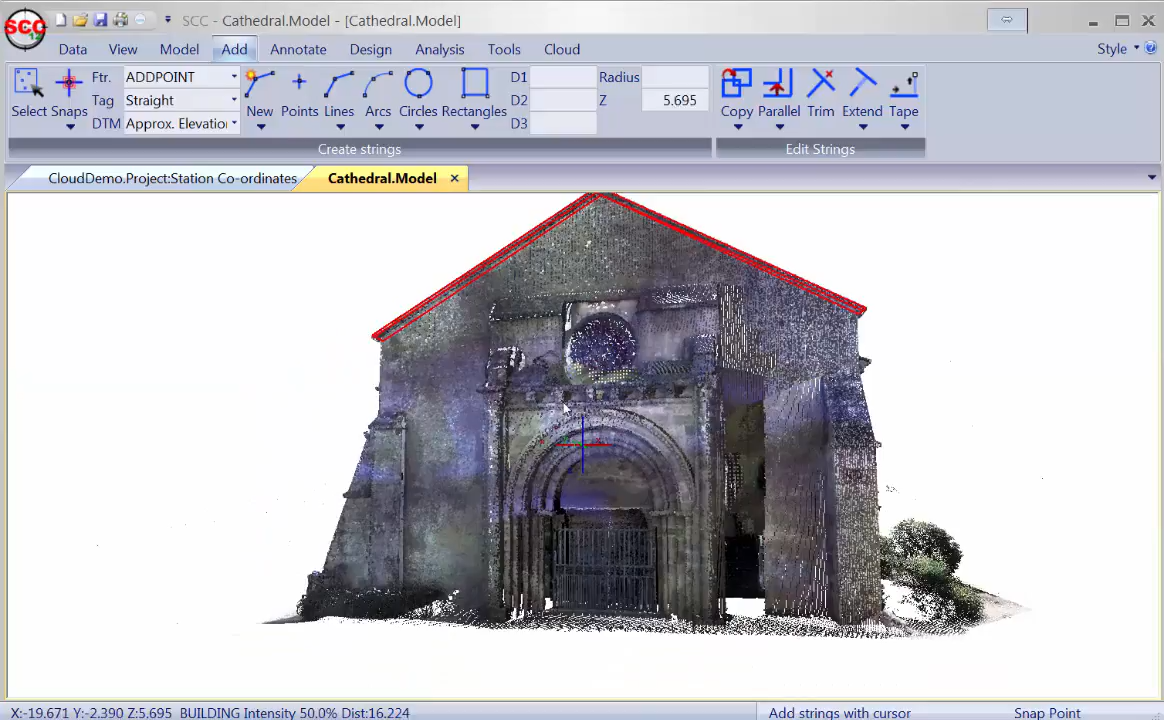 SCC - Cathedral.Model - [Cathedral.Model]
SCC
12
Data View Model Add Annotate Design Analysis Tools Cloud Style
Ftr. ADDPOINT D1 Radius
Tag Straight D2 Z 5.695
DTM Approx. Elevation D3
Select Snaps New Points Lines Arcs Circles Rectangles Copy Parallel Trim Extend Tape
Create strings Edit Strings
CloudDemo.Project:Station Co-ordinates Cathedral.Model
X:-19.671 Y:-2.390 Z:5.695 BUILDING Intensity 50.0% Dist:16.224 Add strings with cursor Snap Point